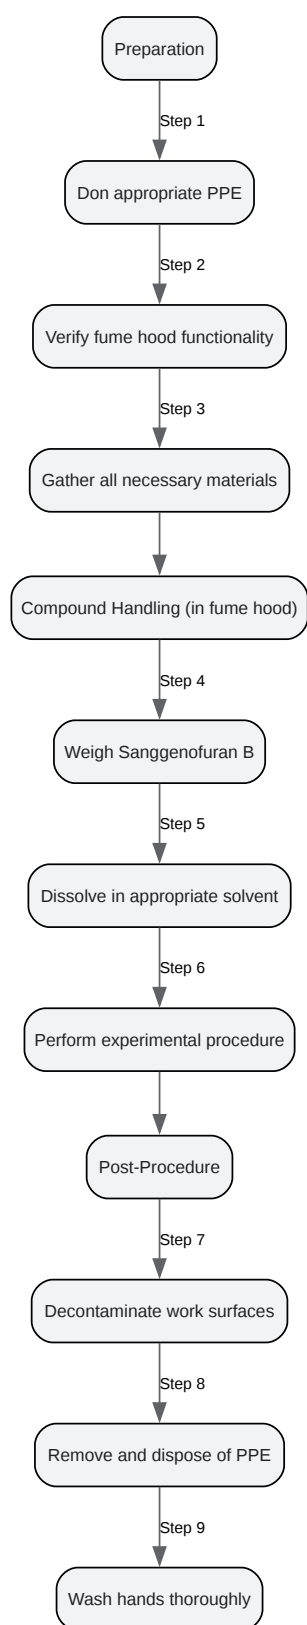 Preparation
Step 1
Don appropriate PPE
Step 2
Verify fume hood functionality
Step 3
Gather all necessary materials
Compound Handling (in fume hood)
Step 4
Weigh Sanggenofuran B
Step 5
Dissolve in appropriate solvent
Step 6
Perform experimental procedure
Post-Procedure
Step 7
Decontaminate work surfaces
Step 8
Remove and dispose of PPE
Step 9
Wash hands thoroughly